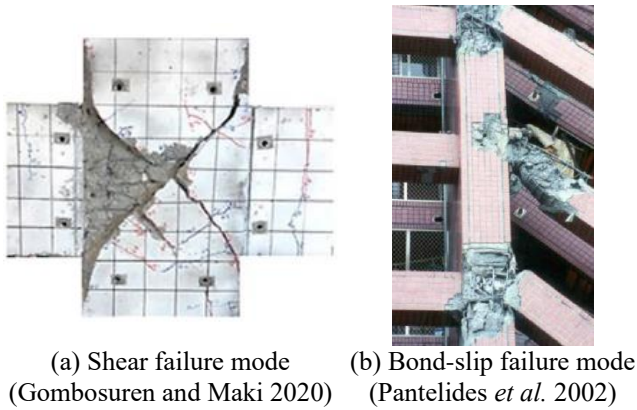 (a) Shear failure mode
(Gombosuren and Maki 2020)
(b) Bond-slip failure mode
(Pantelides et al. 2002)